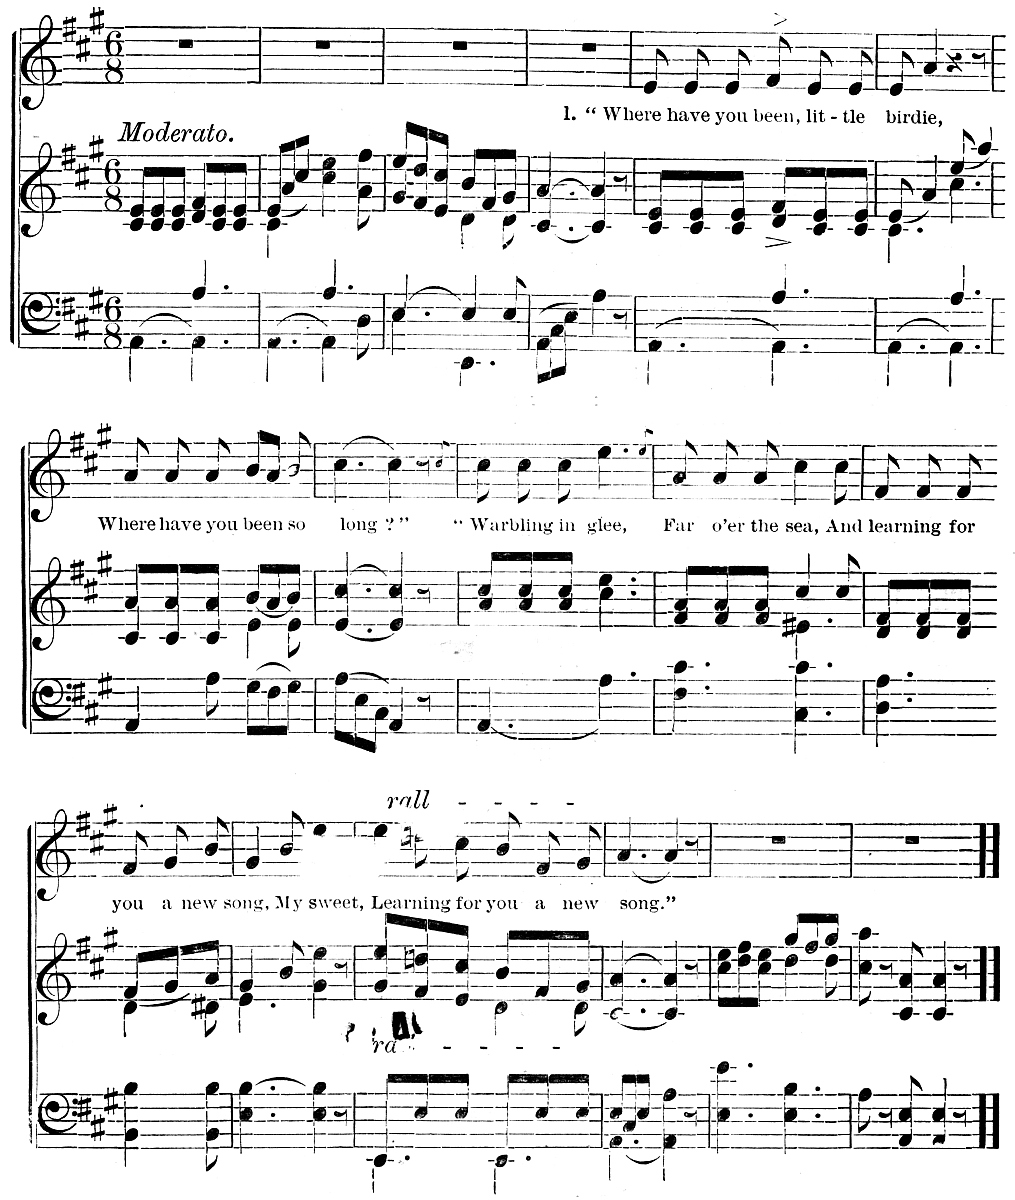 1. “ Where have you been, lit - tle birdie,
Moderato.
Where have you been so long ? ” “ Warbling in glee, Far o’er the sea, And learning for
rall - - - -
you a new song, My sweet, Learning for you a new song.”
ra - - - -